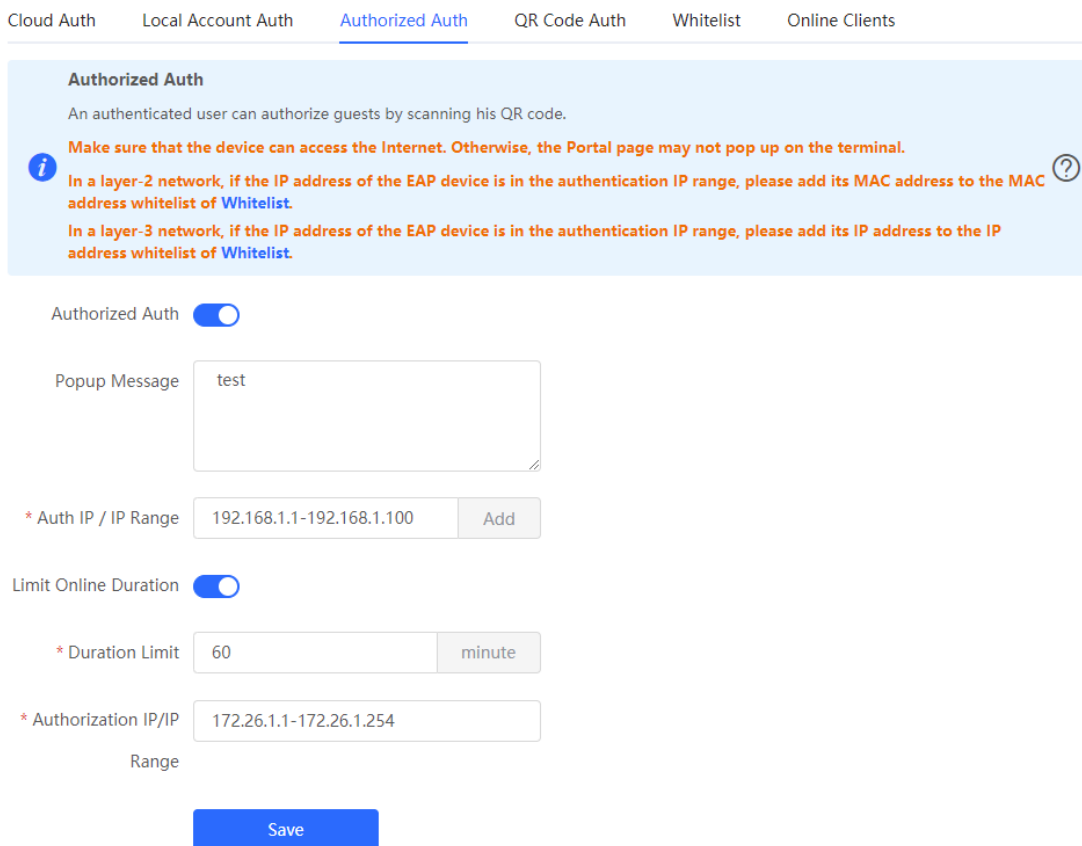 Cloud Auth Local Account Auth Authorized Auth QR Code Auth Whitelist Online Clients
Authorized Auth
An authenticated user can authorize guests by scanning his QR code.
Make sure that the device can access the Internet. Otherwise, the Portal page may not pop up on the terminal.
In a layer-2 network, if the IP address of the EAP device is in the authentication IP range, please add its MAC address to the MAC
address whitelist of Whitelist.
In a layer-3 network, if the IP address of the EAP device is in the authentication IP range, please add its IP address to the IP
address whitelist of Whitelist.
Authorized Auth
Popup Message test
* Auth IP / IP Range 192.168.1.1-192.168.1.100 Add
Limit Online Duration
* Duration Limit 60 minute
* Authorization IP/IP 172.26.1.1-172.26.1.254
Range
Save